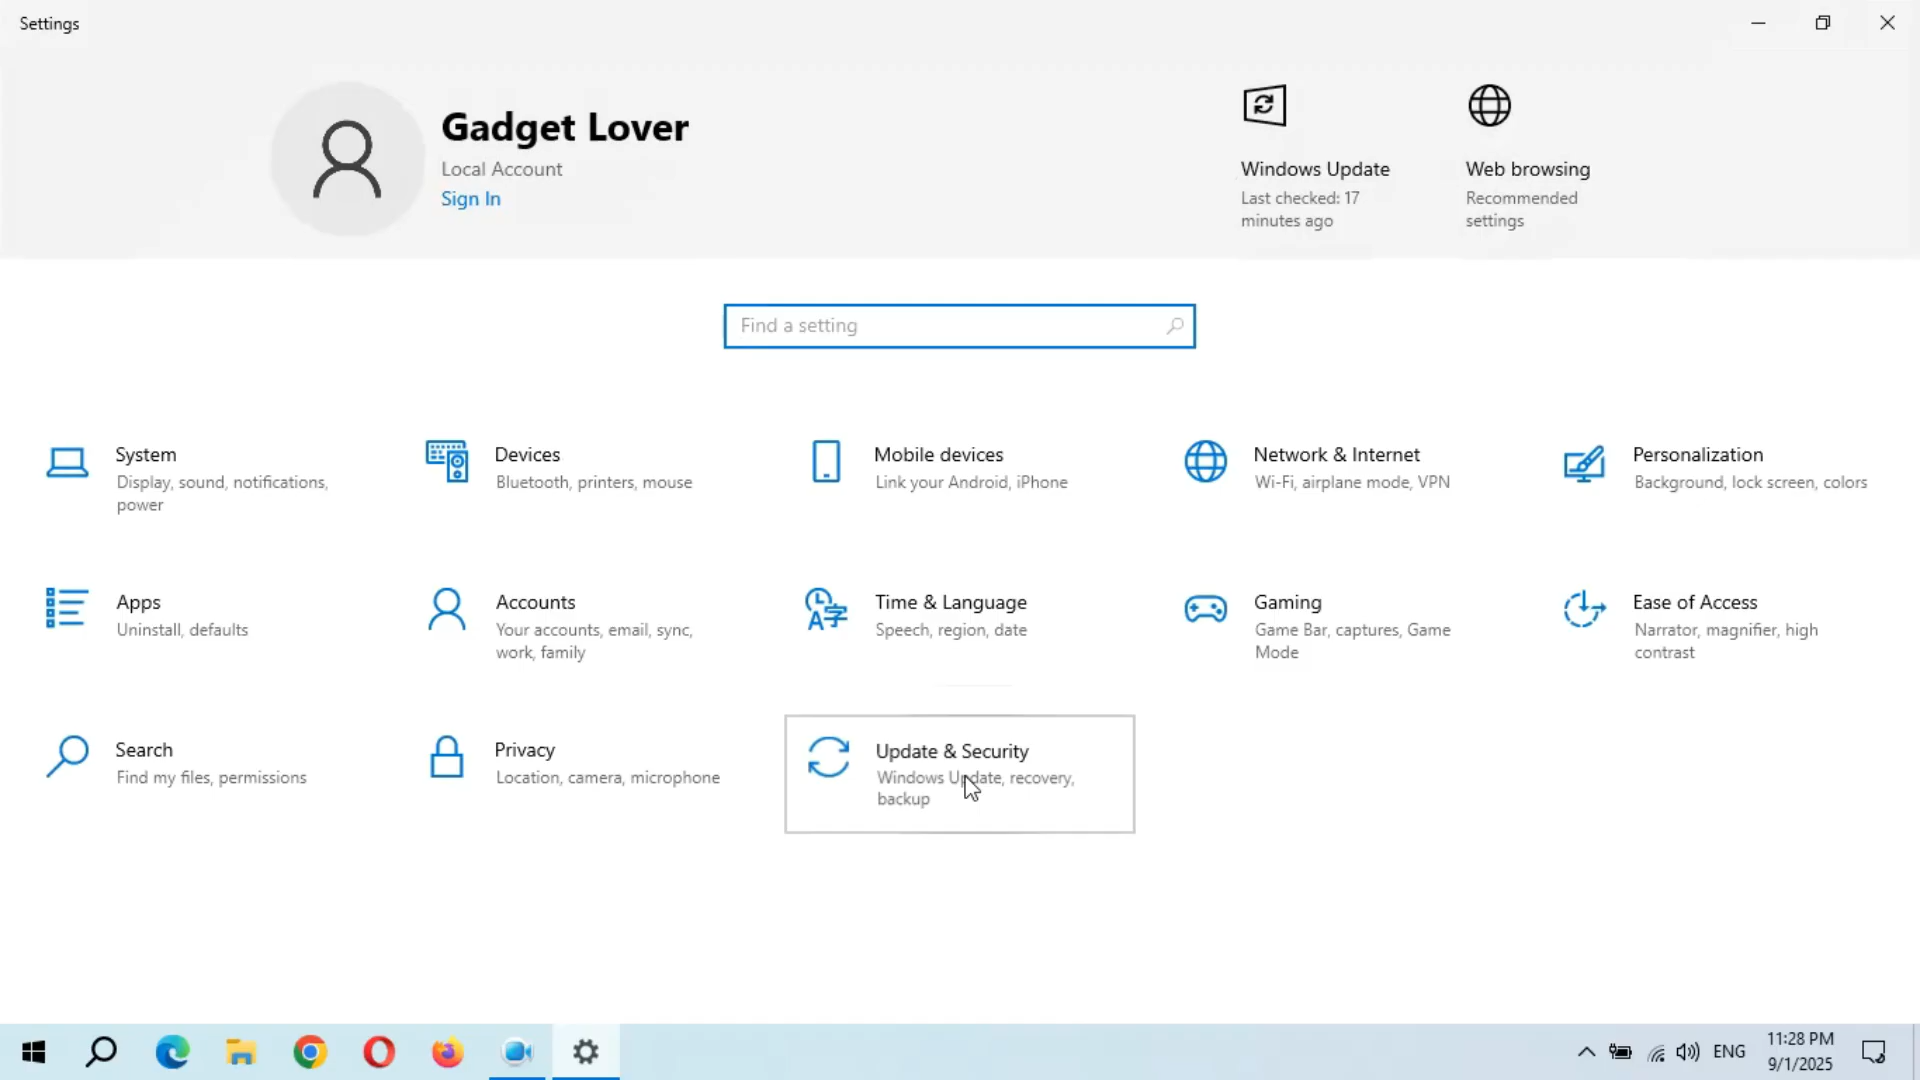 Settings
Gadget Lover
Local Account
Sign In
Windows Update
Last checked: 17
minutes ago
Web browsing
Recommended
settings
Find a setting
System
Display, sound, notifications,
power
Devices
Bluetooth, printers, mouse
Mobile devices
Link your Android, iPhone
Network & Internet
Wi-Fi, airplane mode, VPN
Personalization
Background, lock screen, colors
Apps
Uninstall, defaults
Accounts
Your accounts, email, sync,
work, family
Time & Language
Speech, region, date
Gaming
Game Bar, captures, Game
Mode
Ease of Access
Narrator, magnifier, high
contrast
Search
Find my files, permissions
Privacy
Location, camera, microphone
Update & Security
Windows Update, recovery,
backup
ENG
11:28 PM
9/1/2025